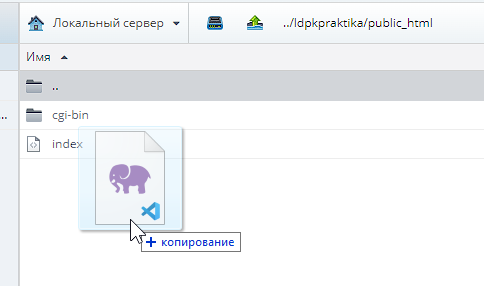 Локальный сервер ../ldpkpraktika/public_html
Имя
..
cgi-bin
index
копирование